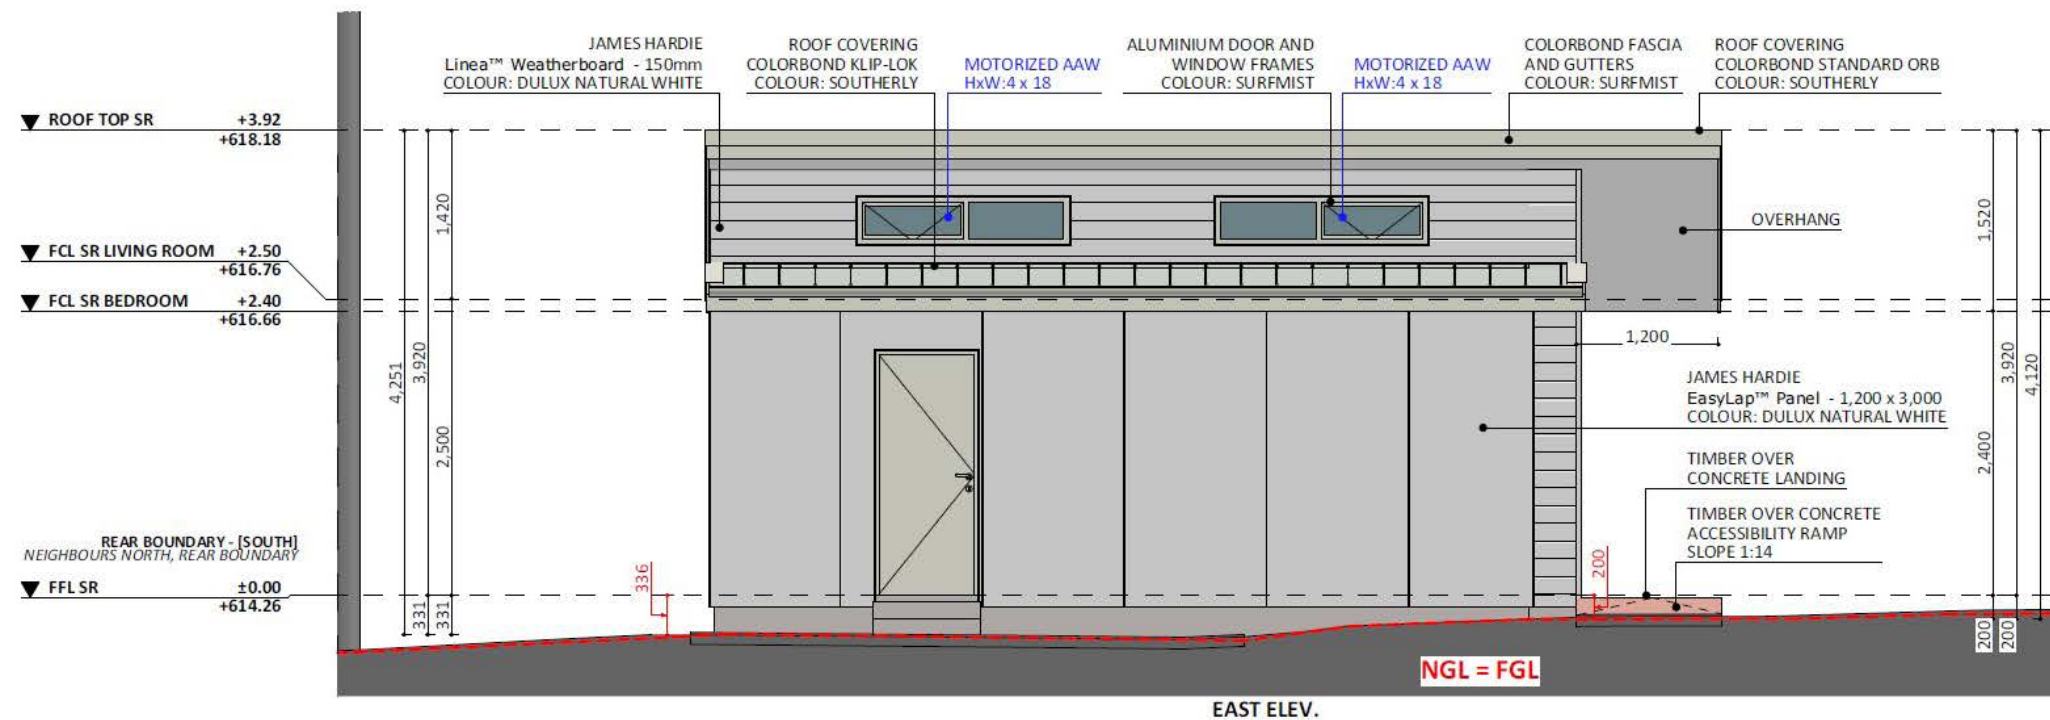 JAMES HARDIE
Linea™ Weatherboard - 150mm
COLOUR: DULUX NATURAL WHITE
ROOF COVERING
COLORBOND KLIP-LOK
COLOUR: SOUTHERLY
MOTORIZED AAW
HxW:4 x 18
ALUMINIUM DOOR AND
WINDOW FRAMES
COLOUR: SURFMIST
MOTORIZED AAW
HxW:4 x 18
COLORBOND FASCIA
AND GUTTERS
COLOUR: SURFMIST
ROOF COVERING
COLORBOND STANDARD ORB
COLOUR: SOUTHERLY
ROOF TOP SR +3.92
+618.18
FCL SR LIVING ROOM +2.50
+616.76
FCL SR BEDROOM +2.40
+616.66
REAR BOUNDARY - [SOUTH]
NEIGHBOURS NORTH, REAR BOUNDARY
FFL SR ±0.00
+614.26
4,251
3,920
1,420
2,500
331
331
336
OVERHANG
1,200
JAMES HARDIE
EasyLap™ Panel - 1,200 x 3,000
COLOUR: DULUX NATURAL WHITE
TIMBER OVER
CONCRETE LANDING
TIMBER OVER CONCRETE
ACCESSIBILITY RAMP
SLOPE 1:14
200
1,520
2,400
3,920
4,120
200
200
NGL = FGL
EAST ELEV.